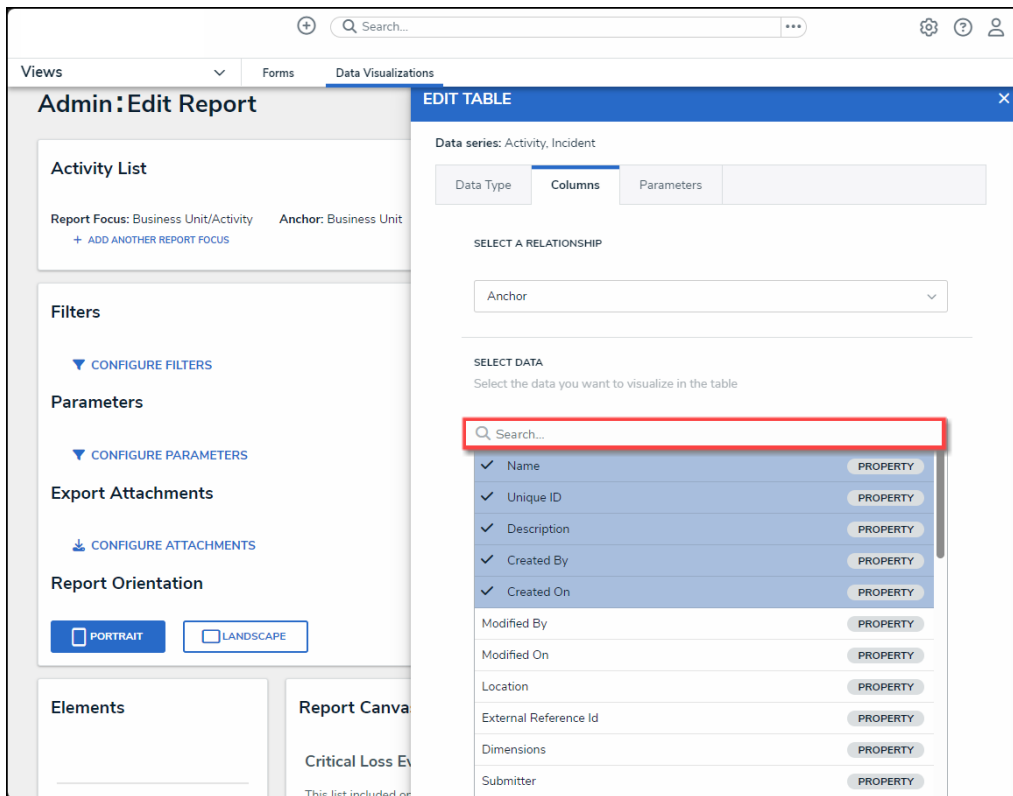 Search...
Views
Forms
Data Visualizations
Admin:Edit Report
Activity List
Report Focus: Business Unit/Activity Anchor: Business Unit
+ ADD ANOTHER REPORT FOCUS
Filters
CONFIGURE FILTERS
Parameters
CONFIGURE PARAMETERS
Export Attachments
CONFIGURE ATTACHMENTS
Report Orientation
PORTRAIT
LANDSCAPE
Elements
Report Canva
Critical Loss Ev
This list included or
EDIT TABLE
Data series: Activity, Incident
Data Type
Columns
Parameters
SELECT A RELATIONSHIP
Anchor
SELECT DATA
Select the data you want to visualize in the table
Search...
Name PROPERTY
Unique ID PROPERTY
Description PROPERTY
Created By PROPERTY
Created On PROPERTY
Modified By PROPERTY
Modified On PROPERTY
Location PROPERTY
External Reference Id PROPERTY
Dimensions PROPERTY
Submitter PROPERTY